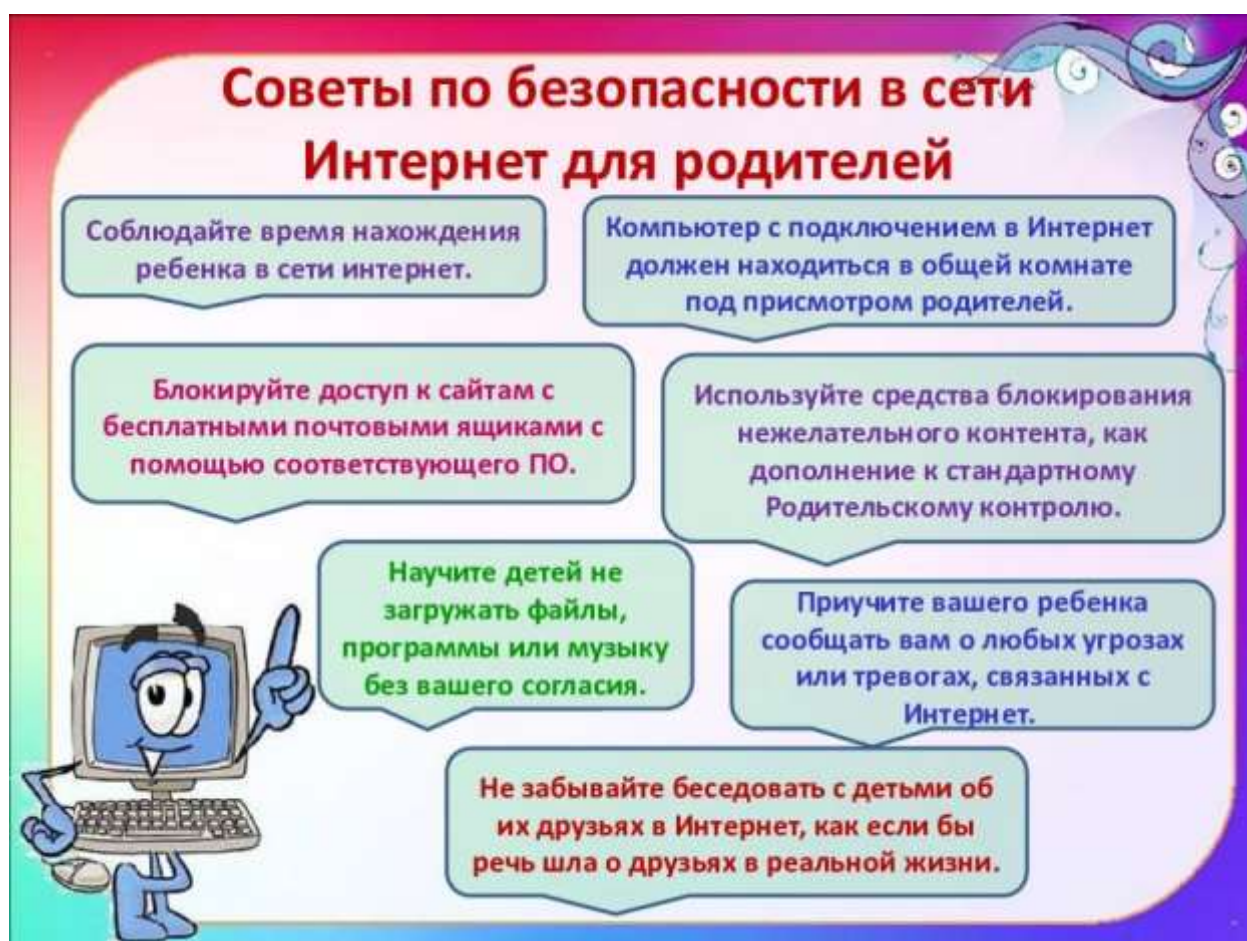 Советы по безопасности в сети
Интернет для родителей
Соблюдайте время нахождения
ребенка в сети интернет.
Компьютер с подключением в Интернет
должен находиться в общей комнате
под присмотром родителей.
Блокируйте доступ к сайтам с
бесплатными почтовыми ящиками с
помощью соответствующего ПО.
Используйте средства блокирования
нежелательного контента, как
дополнение к стандартному
Родительскому контролю.
Научите детей не
загружать файлы,
программы или музыку
без вашего согласия.
Приучите вашего ребенка
сообщать вам о любых угрозах
или тревогах, связанных с
Интернет.
Не забывайте беседовать с детьми об
их друзьях в Интернет, как если бы
речь шла о друзьях в реальной жизни.